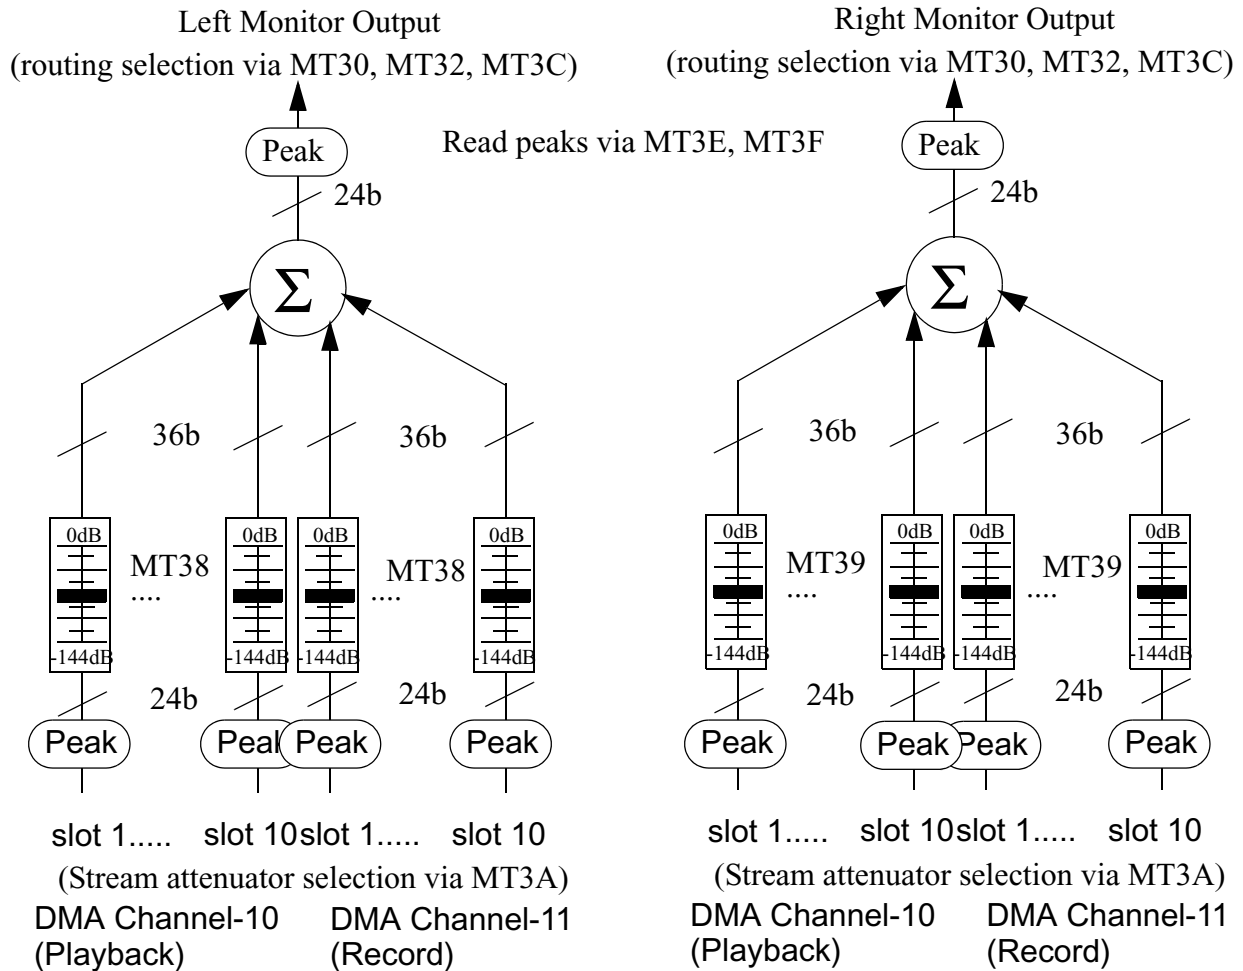 Left Monitor Output
(routing selection via MT30, MT32, MT3C)
Right Monitor Output
(routing selection via MT30, MT32, MT3C)
Peak
Read peaks via MT3E, MT3F
Peak
24b
24b
Σ
Σ
36b
36b
36b
36b
0dB
0dB
0dB
0dB
0dB
0dB
0dB
0dB
MT38
....
MT38
....
MT39
....
MT39
....
-144dB
-144dB
-144dB
-144dB
-144dB
-144dB
-144dB
-144dB
24b
24b
24b
24b
Peak
Peak
Peak
Peak
Peak
Peak
Peak
Peak
slot 1.....
slot 10
slot 1.....
slot 10
slot 1.....
slot 10
slot 1.....
slot 10
(Stream attenuator selection via MT3A)
(Stream attenuator selection via MT3A)
DMA Channel-10
(Playback)
DMA Channel-11
(Record)
DMA Channel-10
(Playback)
DMA Channel-11
(Record)